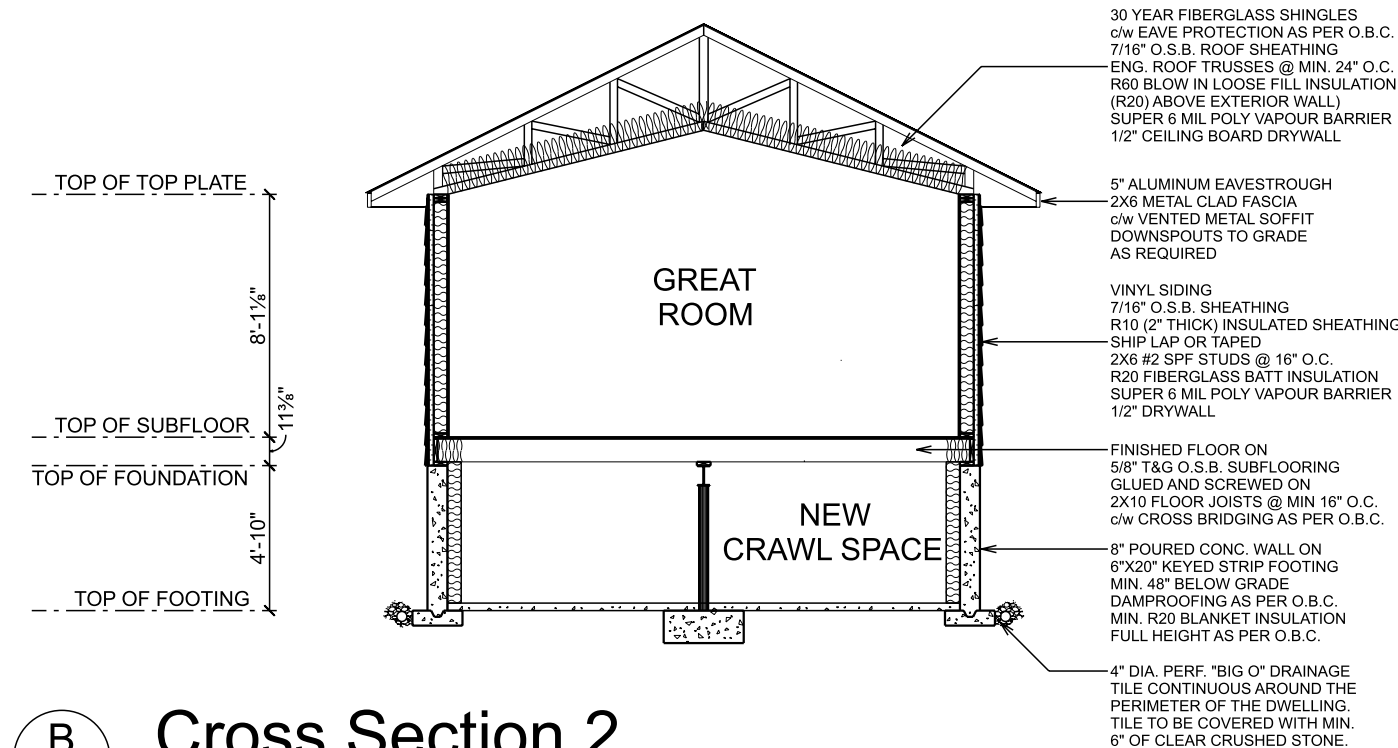 30 YEAR FIBERGLASS SHINGLES
c/w EAVE PROTECTION AS PER O.B.C.
7/16" O.S.B. ROOF SHEATHING
ENG. ROOF TRUSSES @ MIN. 24" O.C.
R60 BLOW IN LOOSE FILL INSULATION
(R20) ABOVE EXTERIOR WALL)
SUPER 6 MIL POLY VAPOUR BARRIER
1/2" CEILING BOARD DRYWALL
5" ALUMINUM EAVESTROUGH
2X6 METAL CLAD FASCIA
c/w VENTED METAL SOFFIT
DOWNSPOUTS TO GRADE
AS REQUIRED
VINYL SIDING
7/16" O.S.B. SHEATHING
R10 (2" THICK) INSULATED SHEATHING
SHIP LAP OR TAPED
2X6 #2 SPF STUDS @ 16" O.C.
R20 FIBERGLASS BATT INSULATION
SUPER 6 MIL POLY VAPOUR BARRIER
1/2" DRYWALL
FINISHED FLOOR ON
5/8" T&G O.S.B. SUBFLOORING
GLUED AND SCREWED ON
2X10 FLOOR JOISTS @ MIN 16" O.C.
c/w CROSS BRIDGING AS PER O.B.C.
8" POURED CONC. WALL ON
6"X20" KEYED STRIP FOOTING
MIN. 48" BELOW GRADE
DAMPROOFING AS PER O.B.C.
MIN. R20 BLANKET INSULATION
FULL HEIGHT AS PER O.B.C.
4" DIA. PERF. "BIG O" DRAINAGE
TILE CONTINUOUS AROUND THE
PERIMETER OF THE DWELLING.
TILE TO BE COVERED WITH MIN.
6" OF CLEAR CRUSHED STONE.
TOP OF TOP PLATE
8'-1⅛"
TOP OF SUBFLOOR
11⅜"
TOP OF FOUNDATION
4'-10"
TOP OF FOOTING
GREAT
ROOM
NEW
CRAWL SPACE
B
Cross Section 2